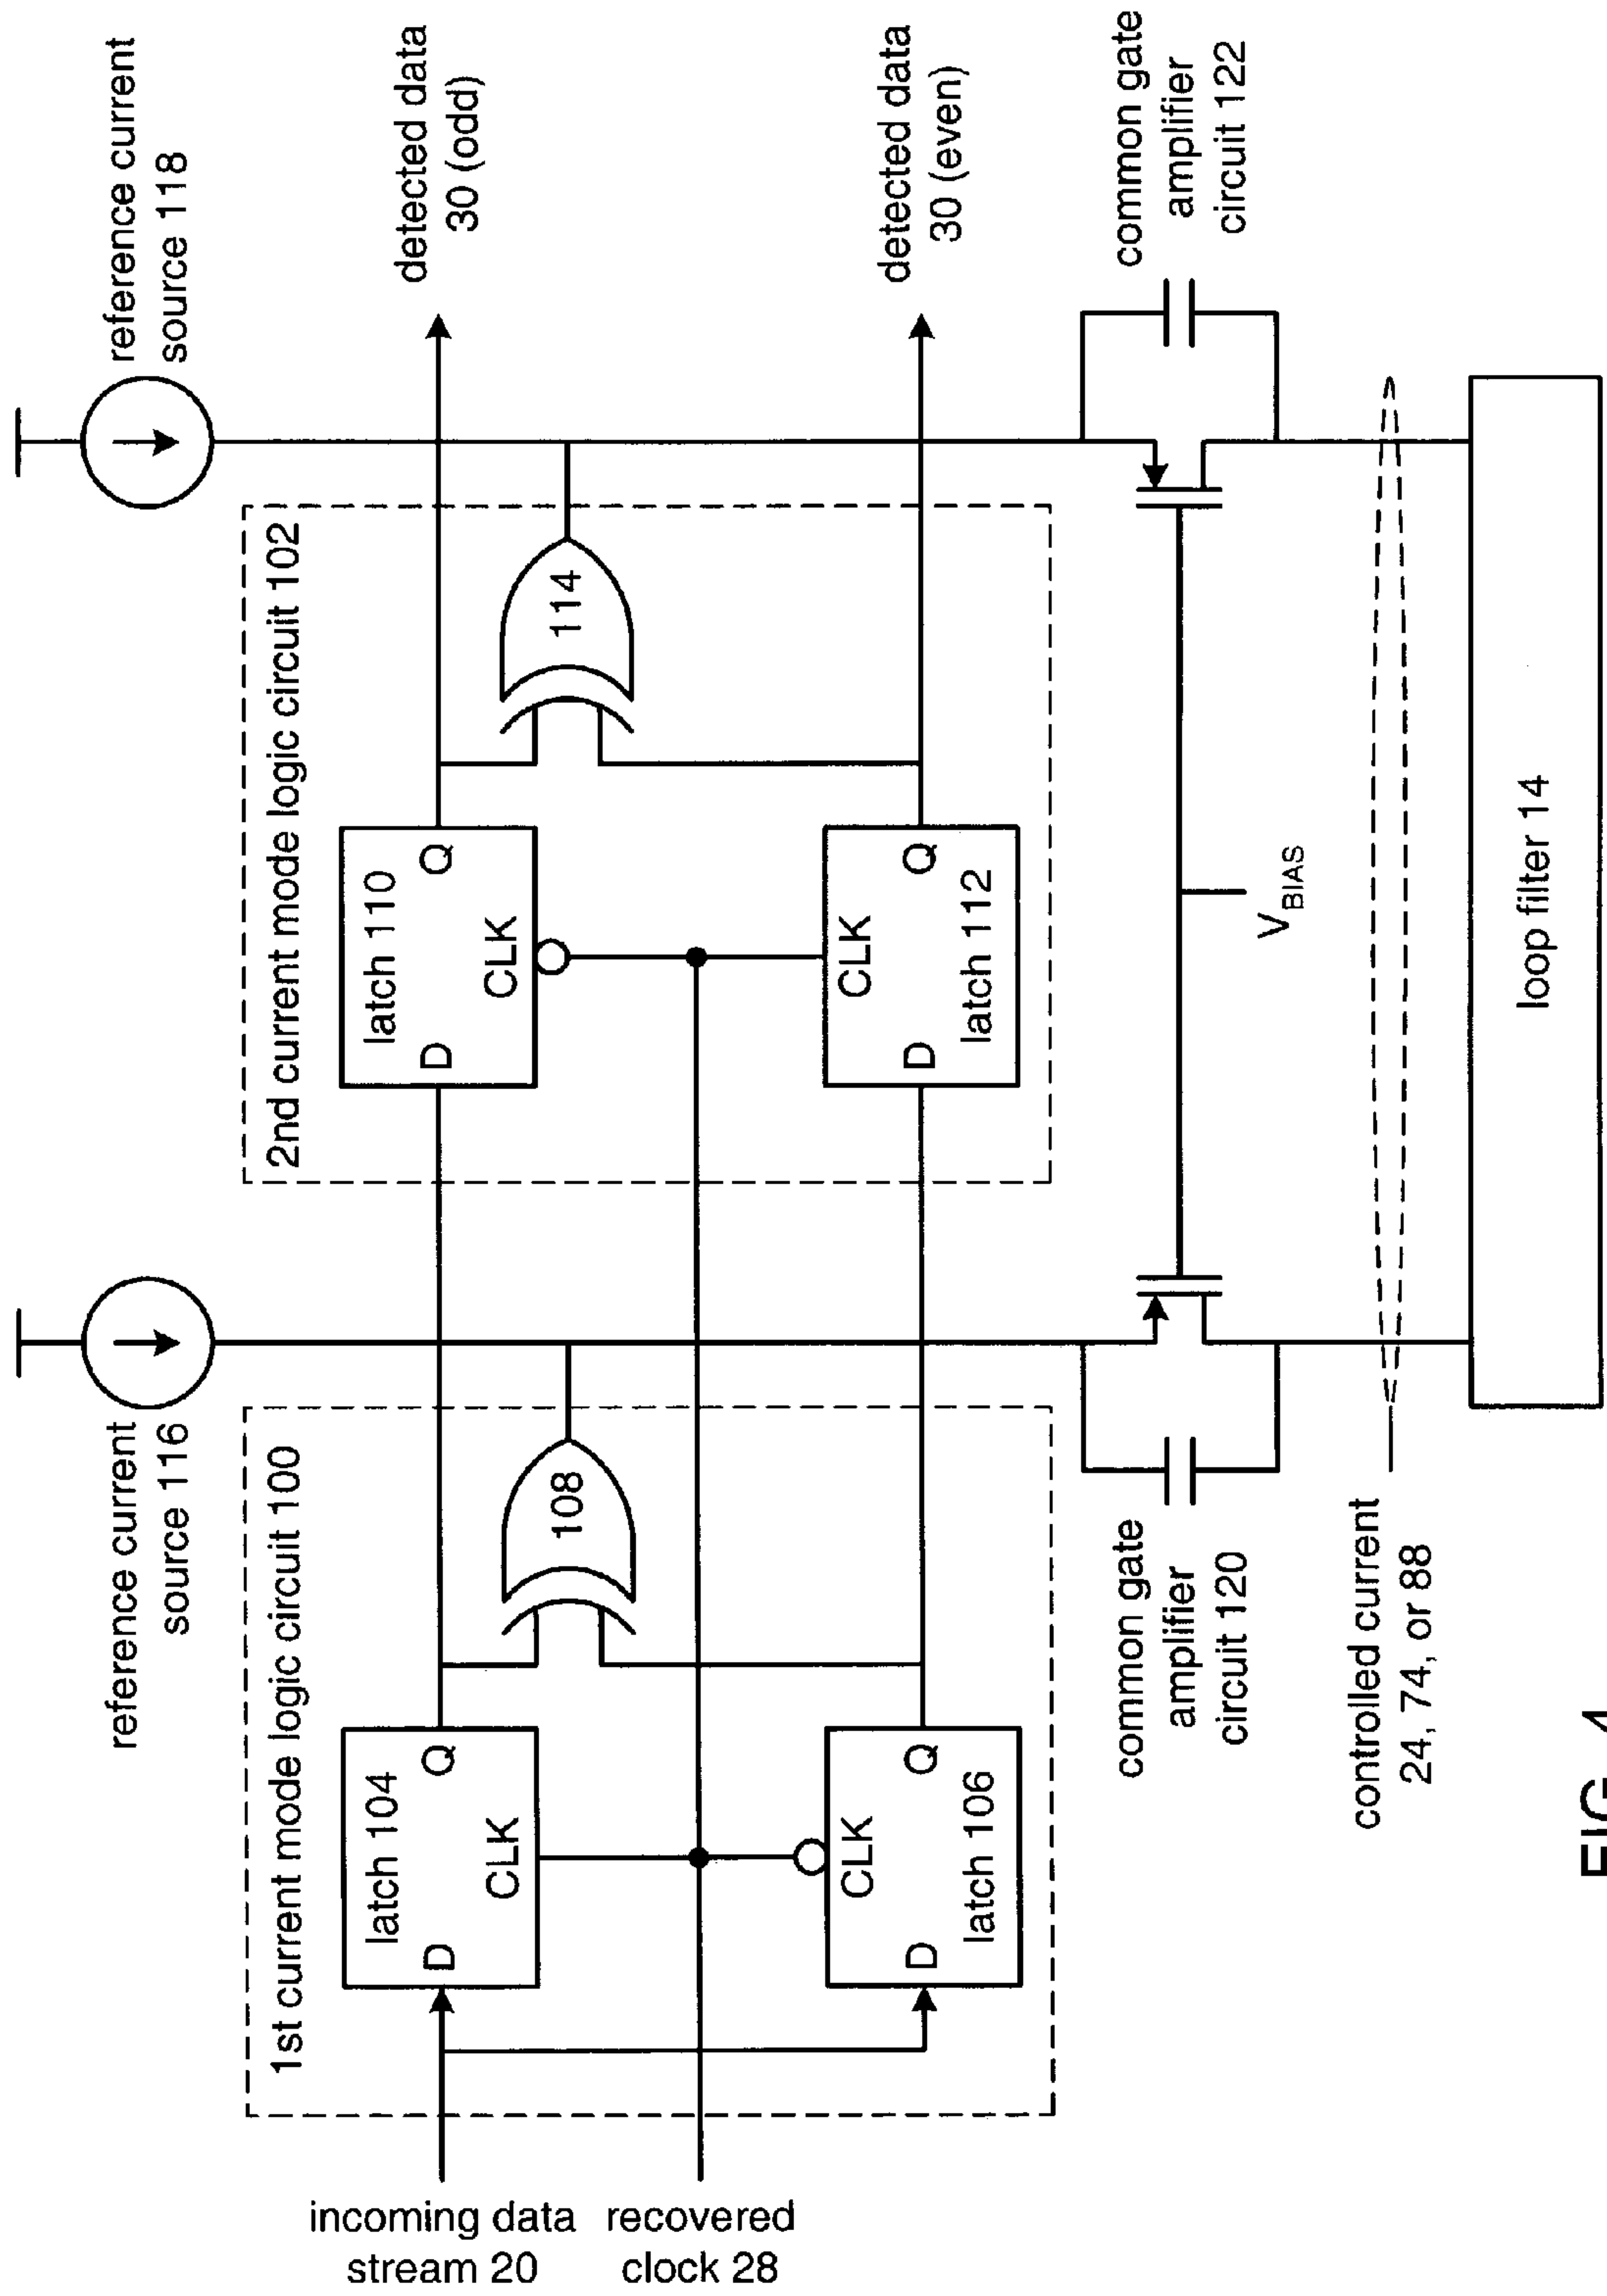 reference current
source 116
reference current
source 118
1st current mode logic circuit 100
2nd current mode logic circuit 102
latch 104
D
Q
CLK
108
latch 110
D
Q
CLK
114
detected data
30 (odd)
incoming data
stream 20
recovered
clock 28
CLK
D
Q
latch 106
CLK
D
Q
latch 112
detected data
30 (even)
common gate
amplifier
circuit 120
VBIAS
common gate
amplifier
circuit 122
controlled current
24, 74, or 88
loop filter 14
FIG. 4